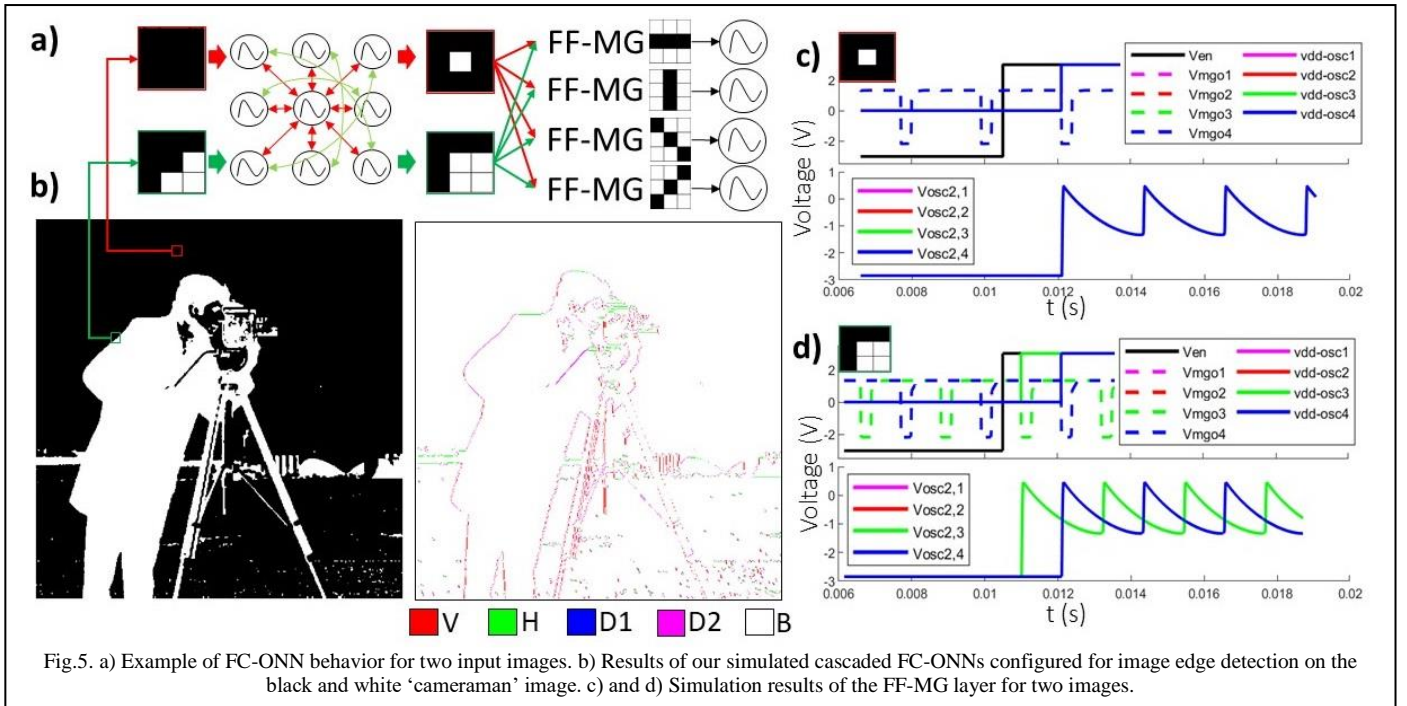 a)
FF-MG
FF-MG
FF-MG
FF-MG
b)
V H D1 D2 B
c)
Ven
Vmgo1
Vmgo2
Vmgo3
Vmgo4
vdd-osc1
vdd-osc2
vdd-osc3
vdd-osc4
2
0
-2
Voltage (V)
1
0
-1
-2
-3
Vosc2,1
Vosc2,2
Vosc2,3
Vosc2,4
0.006 0.008 0.01 0.012 0.014 0.016 0.018 0.02
t (s)
d)
Ven
Vmgo1
Vmgo2
Vmgo3
Vmgo4
vdd-osc1
vdd-osc2
vdd-osc3
vdd-osc4
2
0
-2
Voltage (V)
0
-1
-2
-3
Vosc2,1
Vosc2,2
Vosc2,3
Vosc2,4
0.006 0.008 0.01 0.012 0.014 0.016 0.018 0.02
t (s)
Fig.5. a) Example of FC-ONN behavior for two input images. b) Results of our simulated cascaded FC-ONNs configured for image edge detection on the
black and white ‘cameraman’ image. c) and d) Simulation results of the FF-MG layer for two images.